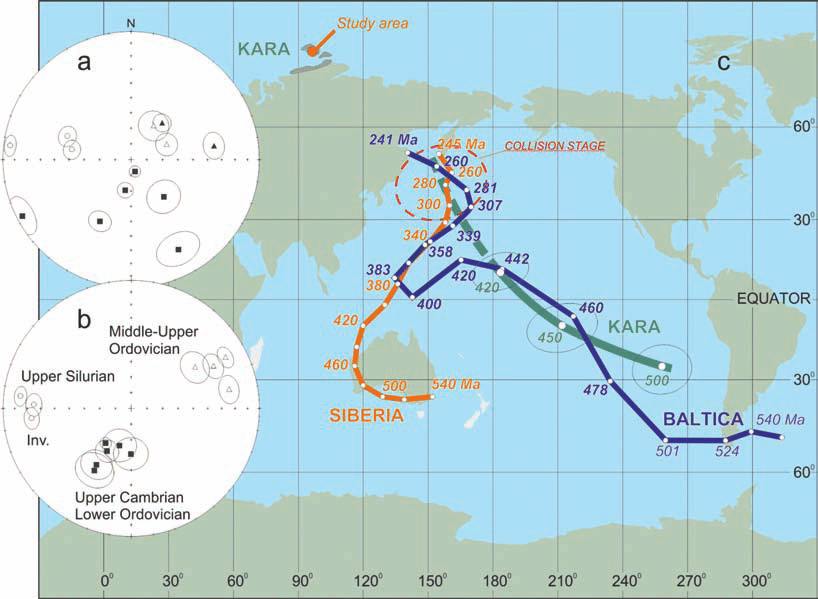 N
a
KARA
Study area
c
60°
241 Ma
245 Ma
COLLISION STAGE
260
260
280
281
300
307
30°
340
339
358
383
380
442
420
420
400
EQUATOR
460
KARA
450
420
460
500
30°
478
500
540 Ma
SIBERIA
BALTICA
540 Ma
501
524
60°
b
Middle-Upper
Ordovician
Upper Silurian
Inv.
Upper Cambrian
Lower Ordovician
0°
30°
60°
90°
120°
150°
180°
210°
240°
270°
300°